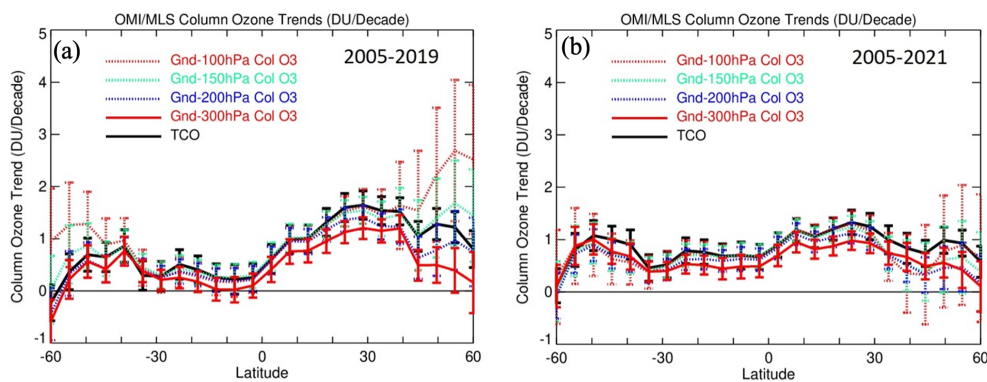 OMI/MLS Column Ozone Trends (DU/Decade)
(a)
2005-2019
Gnd-100hPa Col O3
Gnd-150hPa Col O3
Gnd-200hPa Col O3
Gnd-300hPa Col O3
TCO
Column Ozone Trend (DU/Decade)
5
4
3
2
1
0
-1
-60
-30
0
30
60
Latitude
OMI/MLS Column Ozone Trends (DU/Decade)
(b)
2005-2021
Gnd-100hPa Col O3
Gnd-150hPa Col O3
Gnd-200hPa Col O3
Gnd-300hPa Col O3
TCO
Column Ozone Trend (DU/Decade)
5
4
3
2
1
0
-1
-60
-30
0
30
60
Latitude